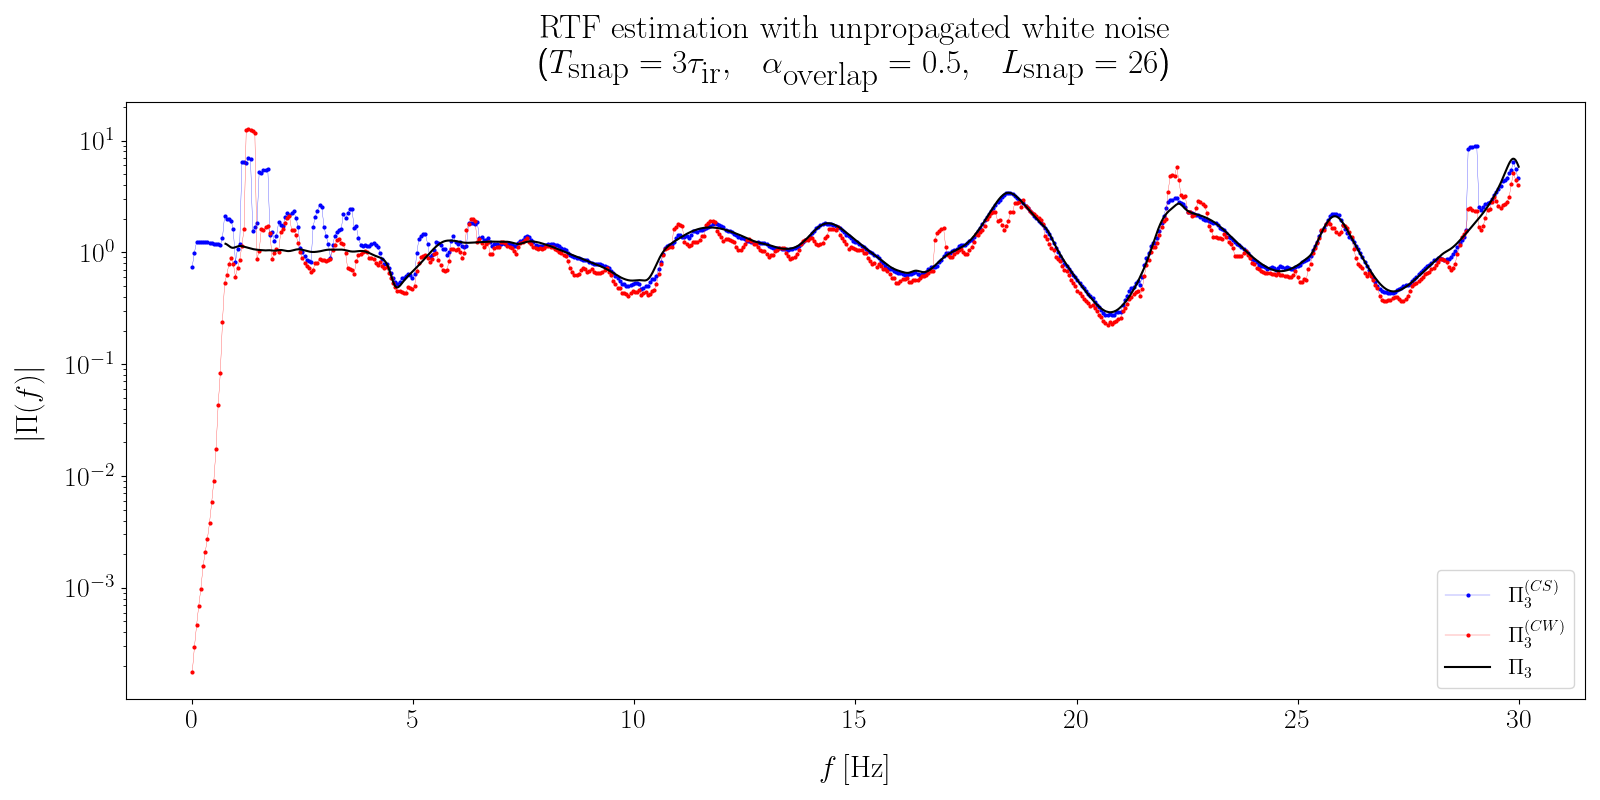 RTF estimation with unpropagated white noise
(T_snap = 3τ_ir, α_overlap = 0.5, L_snap = 26)
10^1
10^0
10^−1
10^−2
10^−3
|Π(f)|
0 5 10 15 20 25 30
f [Hz]
Π_3^(CS)
Π_3^(CW)
Π_3